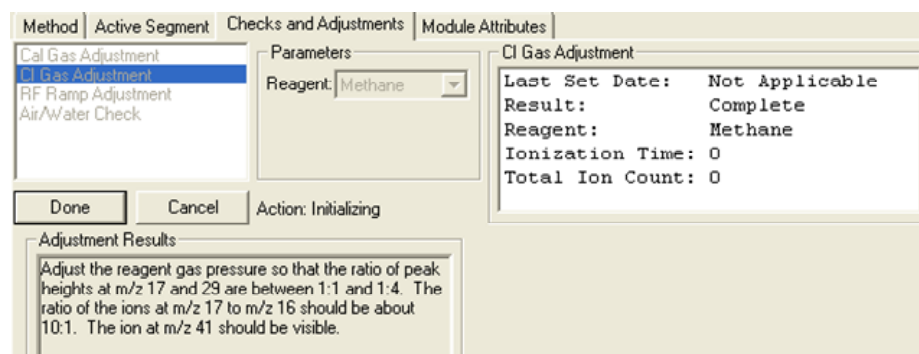 Method Active Segment Checks and Adjustments Module Attributes
Cal Gas Adjustment
CI Gas Adjustment
RF Ramp Adjustment
Air/Water Check
Parameters
Reagent: Methane
CI Gas Adjustment
Last Set Date: Not Applicable
Result: Complete
Reagent: Methane
Ionization Time: 0
Total Ion Count: 0
Done Cancel Action: Initializing
Adjustment Results
Adjust the reagent gas pressure so that the ratio of peak
heights at m/z 17 and 29 are between 1:1 and 1:4. The
ratio of the ions at m/z 17 to m/z 16 should be about
10:1. The ion at m/z 41 should be visible.